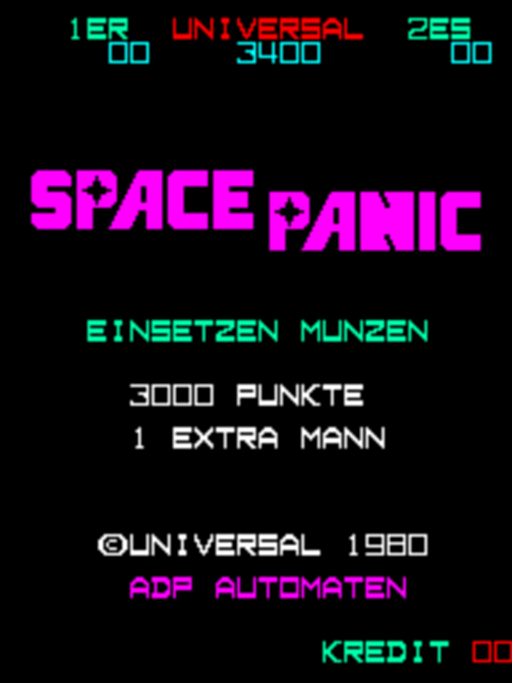 1ER UNIVERSAL 2ES
00 3400 00
SPACE PANIC
EINSETZEN MUNZEN
3000 PUNKTE
1 EXTRA MANN
©UNIVERSAL 1980
ADP AUTOMATEN
KREDIT 00